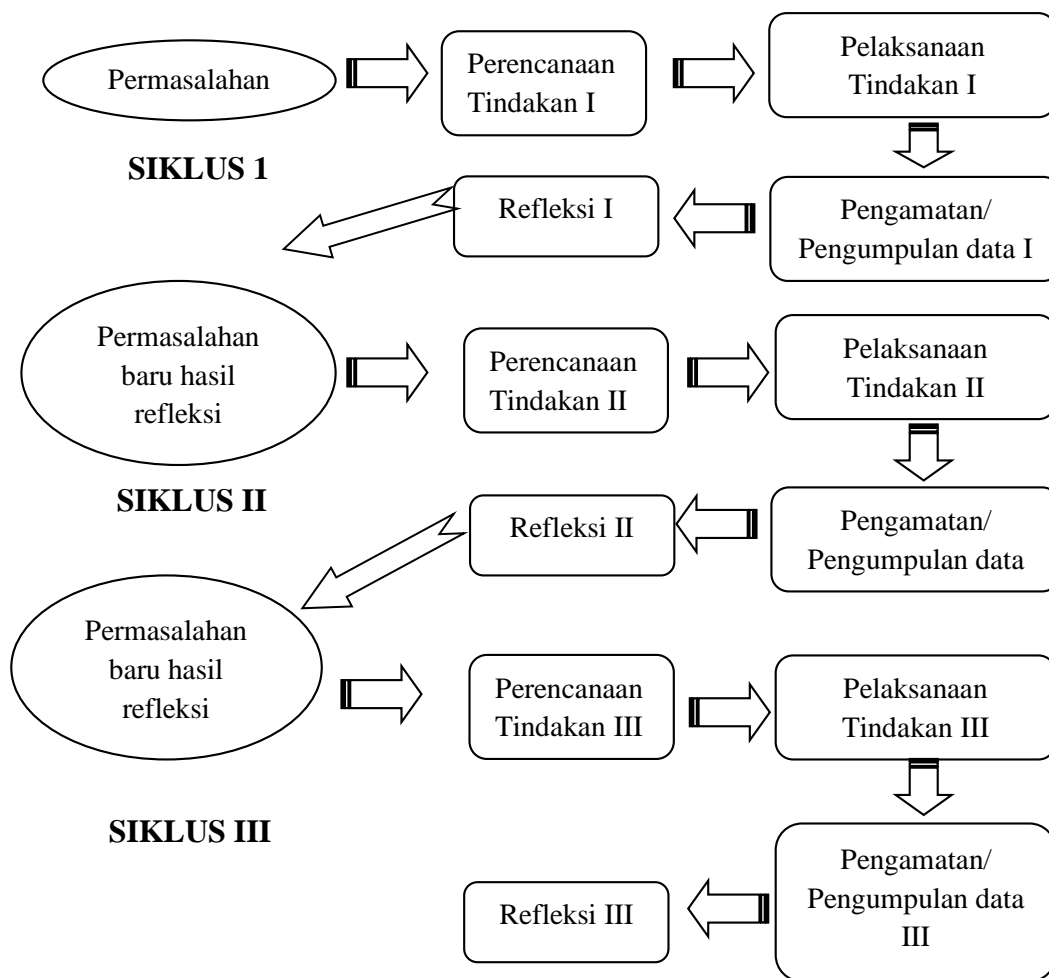 Permasalahan
Perencanaan
Tindakan I
Pelaksanaan
Tindakan I
SIKLUS 1
Refleksi I
Pengamatan/
Pengumpulan data I
Permasalahan
baru hasil
refleksi
Perencanaan
Tindakan II
Pelaksanaan
Tindakan II
SIKLUS II
Refleksi II
Pengamatan/
Pengumpulan data
Permasalahan
baru hasil
refleksi
Perencanaan
Tindakan III
Pelaksanaan
Tindakan III
SIKLUS III
Refleksi III
Pengamatan/
Pengumpulan data
III